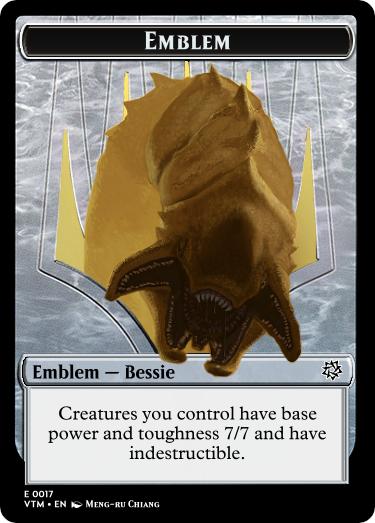 EMBLEM
Emblem — Bessie
Creatures you control have base
power and toughness 7/7 and have
indestructible.
E 0017
VTM • EN MENG-RU CHIANG